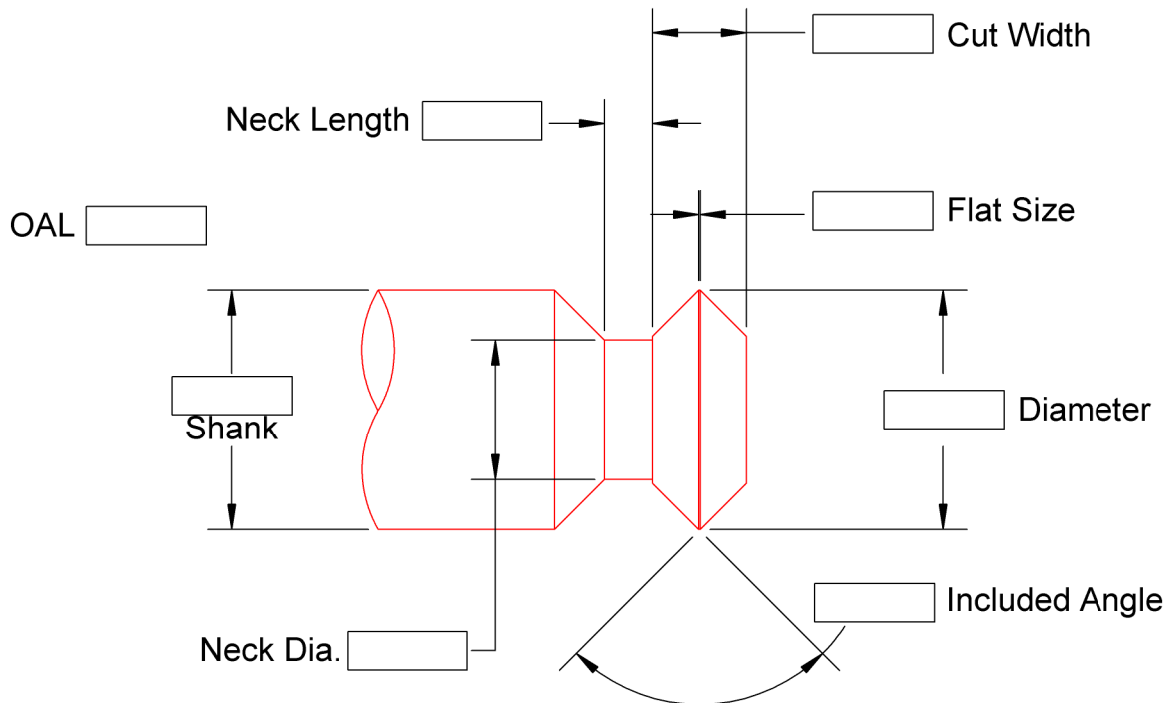 Cut Width
Neck Length
Flat Size
OAL
Shank
Diameter
Included Angle
Neck Dia.